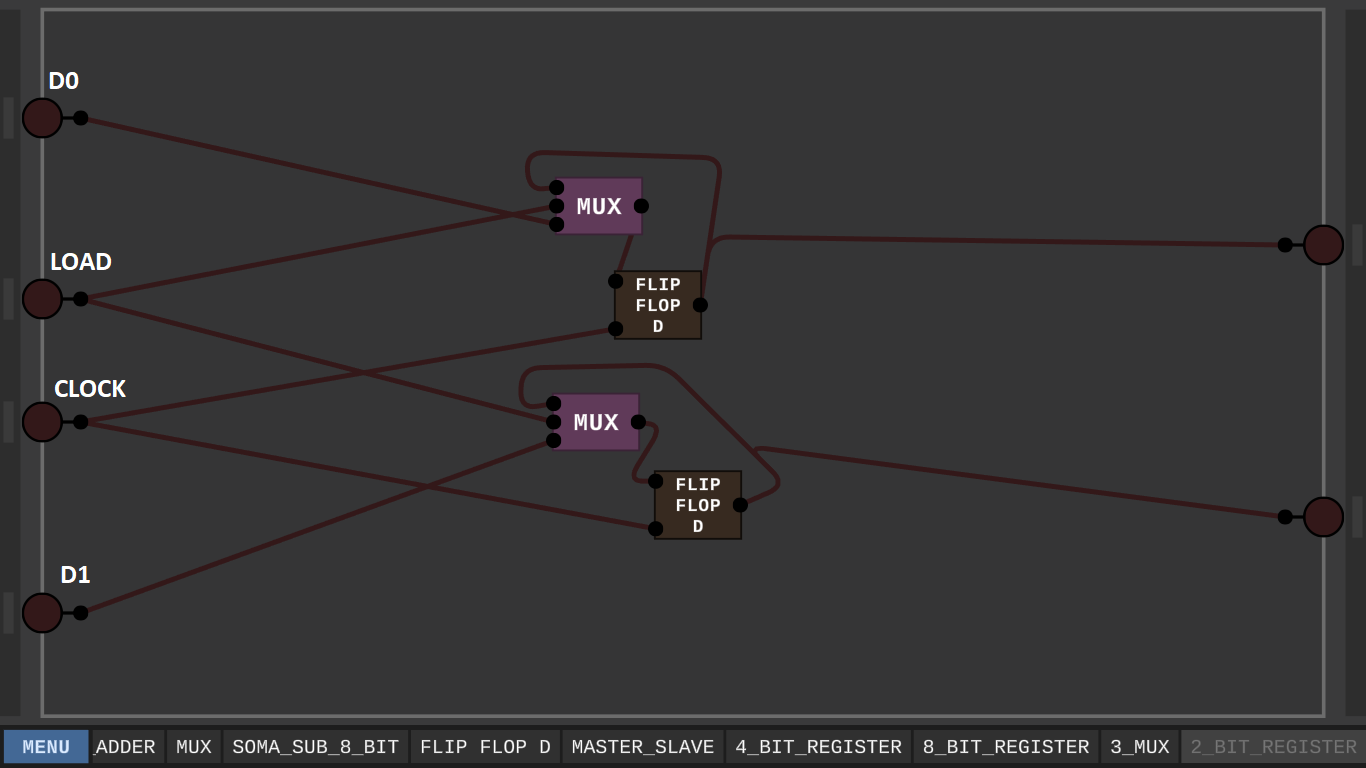 D0
LOAD
MUX
FLIP
FLOP
D
CLOCK
MUX
FLIP
FLOP
D
D1
MENU _ADDER MUX SOMA_SUB_8_BIT FLIP FLOP D MASTER_SLAVE 4_BIT_REGISTER 8_BIT_REGISTER 3_MUX 2_BIT_REGISTER